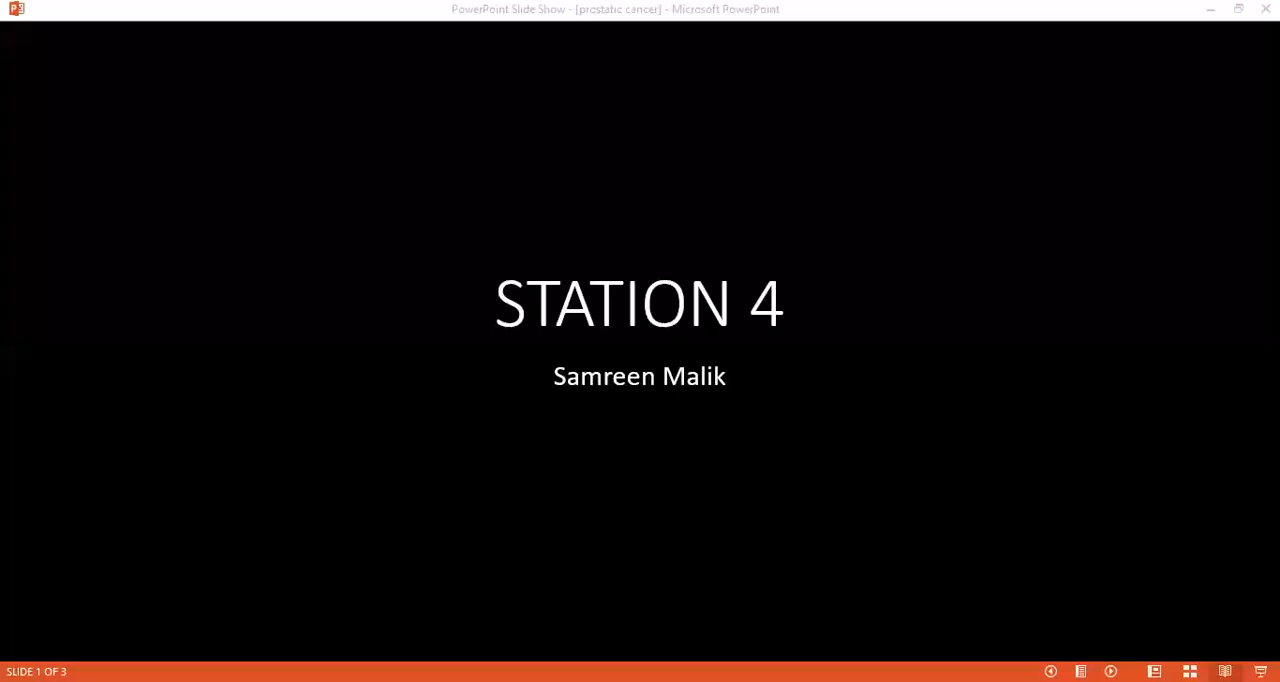 PowerPoint Slide Show - [prostatic cancer] - Microsoft PowerPoint
STATION 4
Samreen Malik
SLIDE 1 OF 3